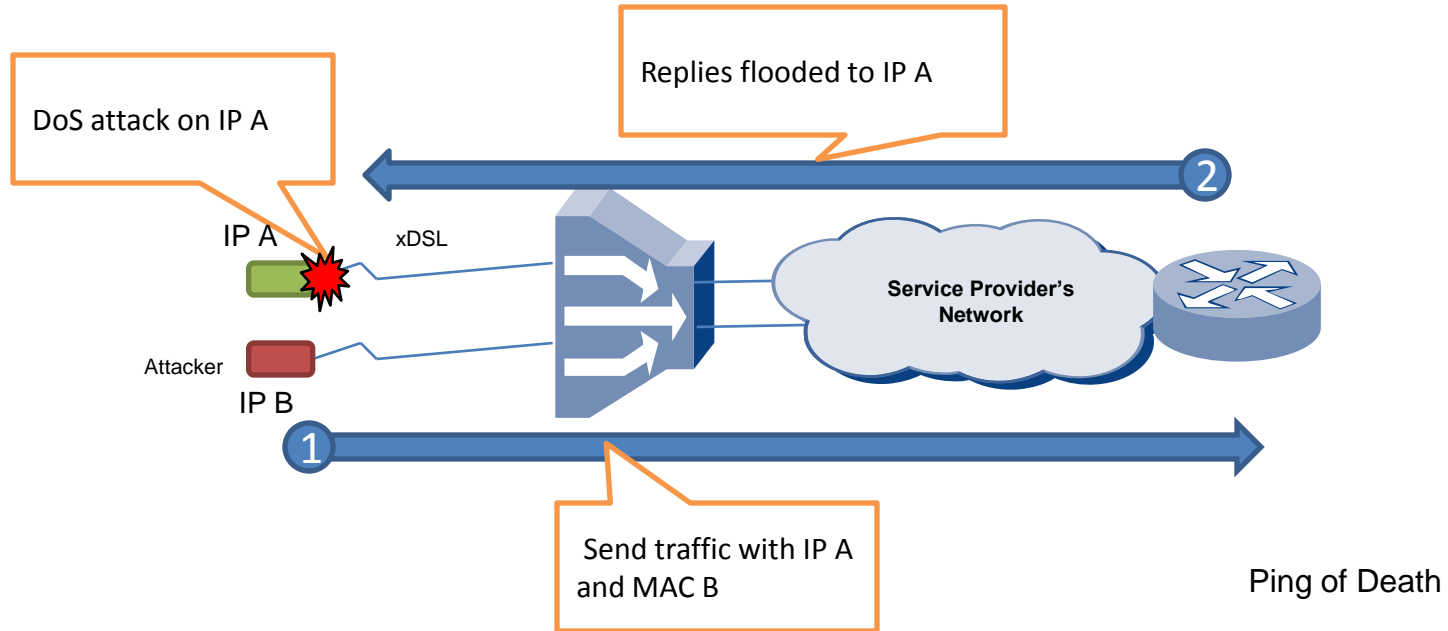 Replies flooded to IP A
DoS attack on IP A
2
IP A
xDSL
Service Provider's
Network
Attacker
IP B
1
Send traffic with IP A
and MAC B
Ping of Death